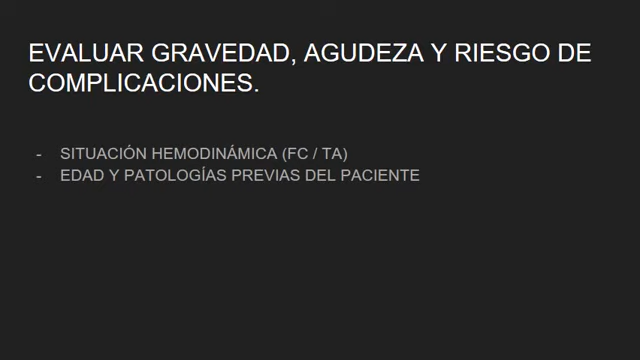 EVALUAR GRAVEDAD, AGUDEZA Y RIESGO DE
COMPLICACIONES.
- SITUACIÓN HEMODINÁMICA (FC / TA)
- EDAD Y PATOLOGÍAS PREVIAS DEL PACIENTE